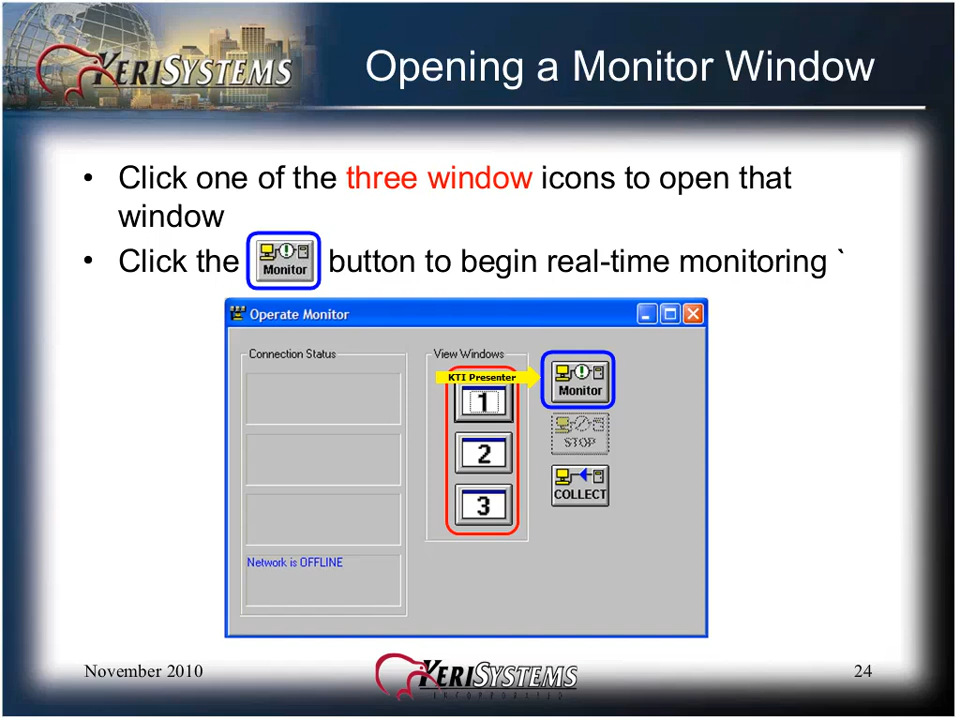 KERISYSTEMS
Opening a Monitor Window
• Click one of the three window icons to open that
window
• Click the Monitor button to begin real-time monitoring `
Operate Monitor
Connection Status
View Windows
KTI Presenter
Monitor
1
STOP
2
COLLECT
3
Network is OFFLINE
November 2010
KERISYSTEMS
INCORPORATED
24